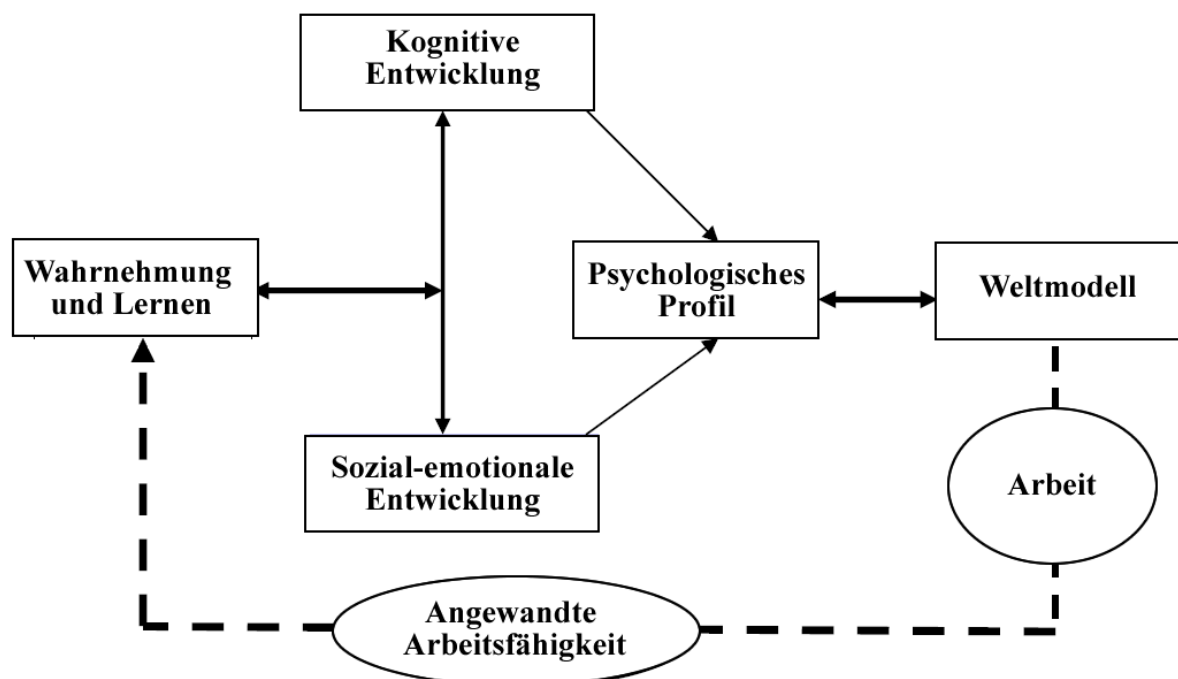 Kognitive
Entwicklung
Wahrnehmung
und Lernen
Psychologisches
Profil
Weltmodell
Sozial-emotionale
Entwicklung
Arbeit
Angewandte
Arbeitsfähigkeit